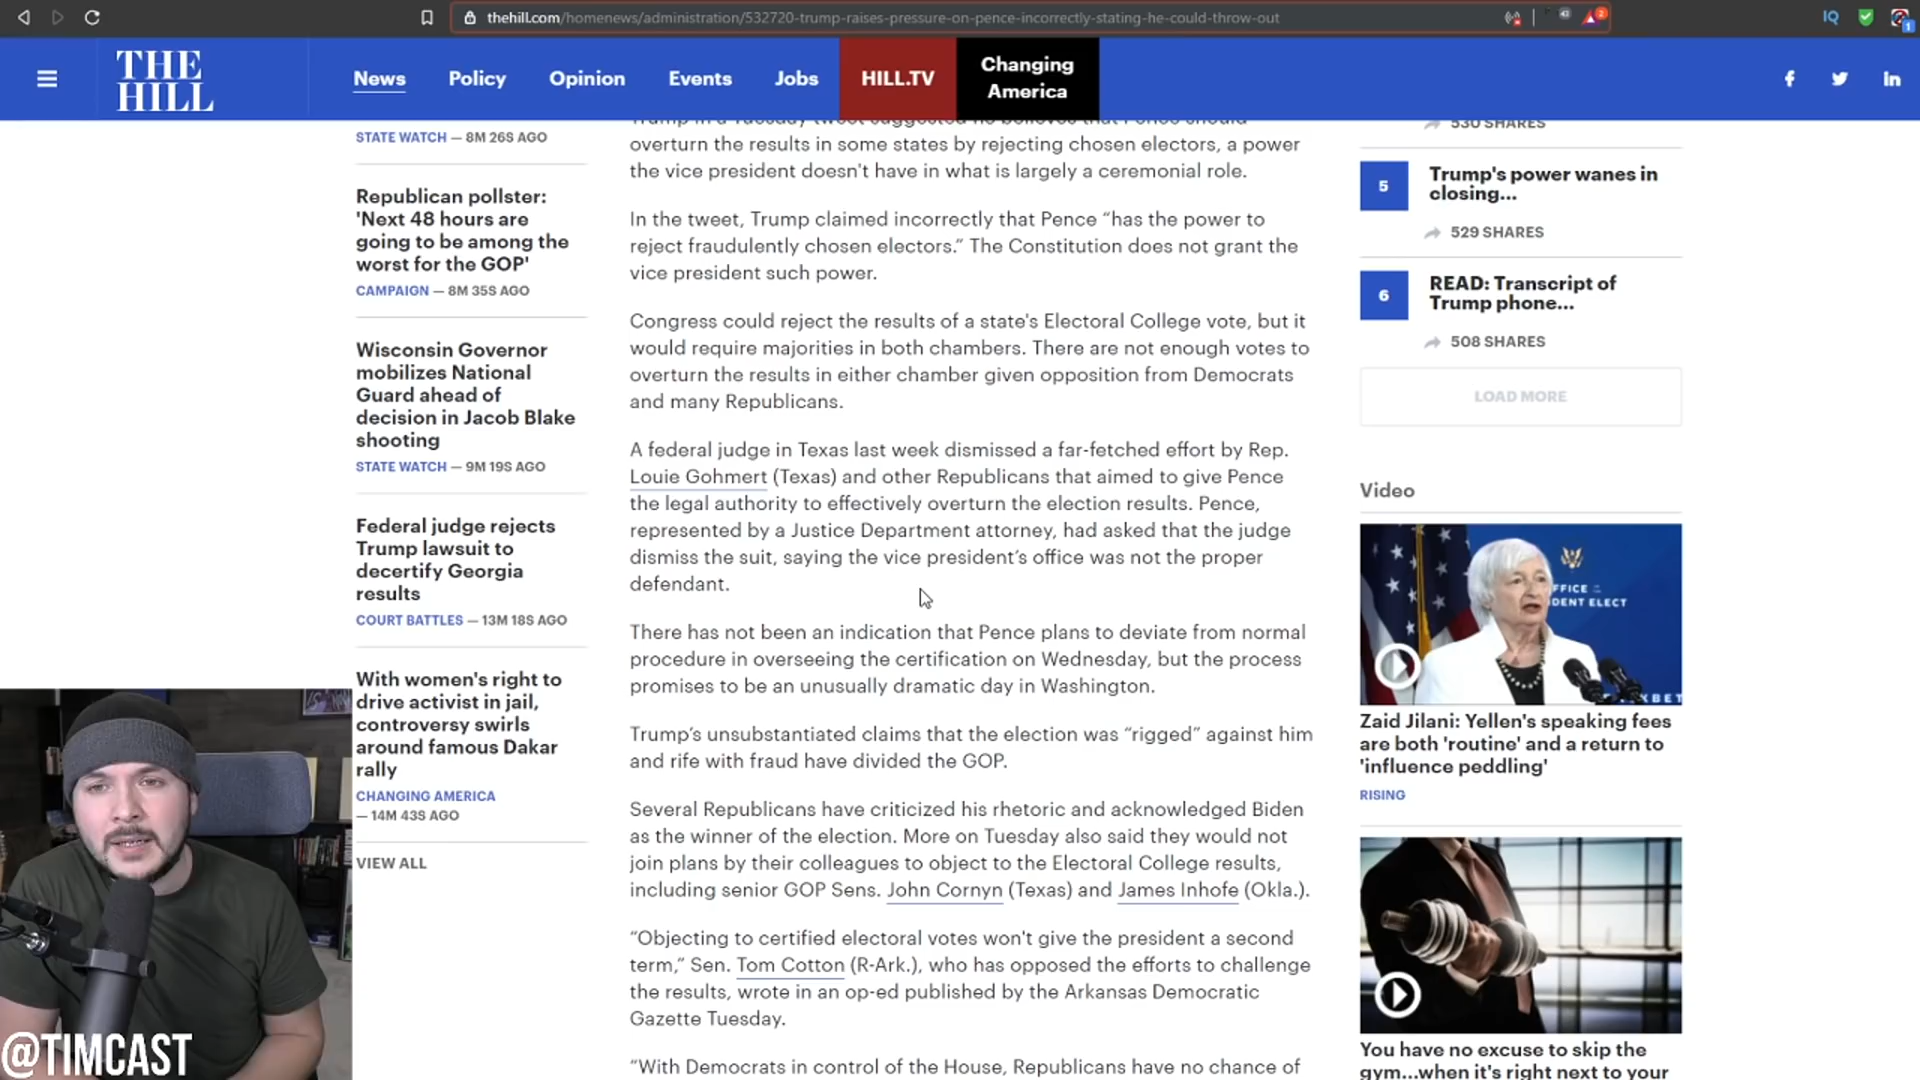 thehill.com/homenews/administration/532720-trump-raises-pressure-on-pence-incorrectly-stating-he-could-throw-out
IQ
THE
HILL
News
Policy
Opinion
Events
Jobs
HILL.TV
Changing
America
STATE WATCH — 8M 26S AGO
Republican pollster:
'Next 48 hours are
going to be among the
worst for the GOP'
CAMPAIGN — 8M 35S AGO
Wisconsin Governor
mobilizes National
Guard ahead of
decision in Jacob Blake
shooting
STATE WATCH — 9M 19S AGO
Federal judge rejects
Trump lawsuit to
decertify Georgia
results
COURT BATTLES — 13M 18S AGO
With women's right to
drive activist in jail,
controversy swirls
around famous Dakar
rally
CHANGING AMERICA
— 14M 43S AGO
VIEW ALL
Trump in a Tuesday tweet suggested he believes that Pence should
overturn the results in some states by rejecting chosen electors, a power
the vice president doesn't have in what is largely a ceremonial role.
In the tweet, Trump claimed incorrectly that Pence “has the power to
reject fraudulently chosen electors.” The Constitution does not grant the
vice president such power.
Congress could reject the results of a state's Electoral College vote, but it
would require majorities in both chambers. There are not enough votes to
overturn the results in either chamber given opposition from Democrats
and many Republicans.
A federal judge in Texas last week dismissed a far-fetched effort by Rep.
Louie Gohmert (Texas) and other Republicans that aimed to give Pence
the legal authority to effectively overturn the election results. Pence,
represented by a Justice Department attorney, had asked that the judge
dismiss the suit, saying the vice president’s office was not the proper
defendant.
There has not been an indication that Pence plans to deviate from normal
procedure in overseeing the certification on Wednesday, but the process
promises to be an unusually dramatic day in Washington.
Trump’s unsubstantiated claims that the election was “rigged” against him
and rife with fraud have divided the GOP.
Several Republicans have criticized his rhetoric and acknowledged Biden
as the winner of the election. More on Tuesday also said they would not
join plans by their colleagues to object to the Electoral College results,
including senior GOP Sens. John Cornyn (Texas) and James Inhofe (Okla.).
“Objecting to certified electoral votes won't give the president a second
term,” Sen. Tom Cotton (R-Ark.), who has opposed the efforts to challenge
the results, wrote in an op-ed published by the Arkansas Democratic
Gazette Tuesday.
“With Democrats in control of the House, Republicans have no chance of
530 SHARES
5
Trump's power wanes in
closing...
529 SHARES
6
READ: Transcript of
Trump phone...
508 SHARES
LOAD MORE
Video
Zaid Jilani: Yellen's speaking fees
are both 'routine' and a return to
'influence peddling'
RISING
You have no excuse to skip the
gym...when it's right next to your
@TIMCAST